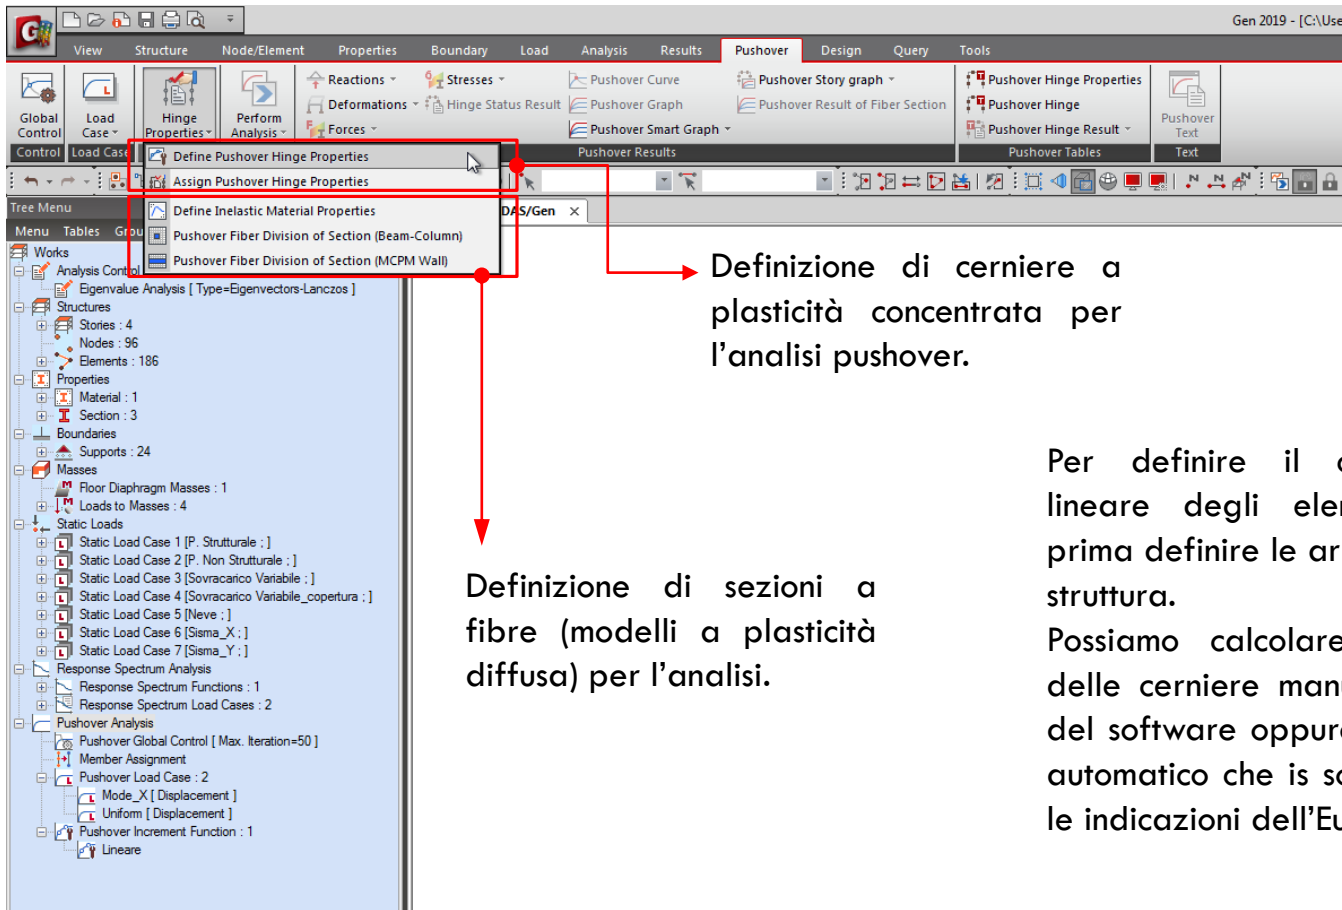 Gen 2019 - [C:\Use
View Structure Node/Element Properties Boundary Load Analysis Results Pushover Design Query Tools
Global Control
Load Case
Hinge Properties
Perform Analysis
Reactions
Deformations
Forces
Stresses
Hinge Status Result
Pushover Curve
Pushover Graph
Pushover Smart Graph
Pushover Story graph
Pushover Result of Fiber Section
Pushover Hinge Properties
Pushover Hinge
Pushover Hinge Result
Pushover Text
Control Load Case Pushover Results Pushover Tables Text
Define Pushover Hinge Properties
Assign Pushover Hinge Properties
Define Inelastic Material Properties
Pushover Fiber Division of Section (Beam-Column)
Pushover Fiber Division of Section (MCPM Wall)
DAS/Gen
Tree Menu
Menu Tables Grou
Works
Analysis Control
Eigenvalue Analysis [ Type=Eigenvectors-Lanczos ]
Structures
Stories : 4
Nodes : 96
Elements : 186
Properties
Material : 1
Section : 3
Boundaries
Supports : 24
Masses
Floor Diaphragm Masses : 1
Loads to Masses : 4
Static Loads
Static Load Case 1 [P. Strutturale ; ]
Static Load Case 2 [P. Non Strutturale ; ]
Static Load Case 3 [Sovracarico Variabile ; ]
Static Load Case 4 [Sovracarico Variabile_copertura ; ]
Static Load Case 5 [Neve ; ]
Static Load Case 6 [Sisma_X ; ]
Static Load Case 7 [Sisma_Y ; ]
Response Spectrum Analysis
Response Spectrum Functions : 1
Response Spectrum Load Cases : 2
Pushover Analysis
Pushover Global Control [ Max. Iteration=50 ]
Member Assignment
Pushover Load Case : 2
Mode_X [ Displacement ]
Uniform [ Displacement ]
Pushover Increment Function : 1
Lineare
Definizione di cerniere a
plasticità concentrata per
l’analisi pushover.
Definizione di sezioni a
fibre (modelli a plasticità
diffusa) per l’analisi.
Per definire il
lineare degli ele
prima definire le ar
struttura.
Possiamo calcolare
delle cerniere man
del software oppur
automatico che is s
le indicazioni dell’Eu